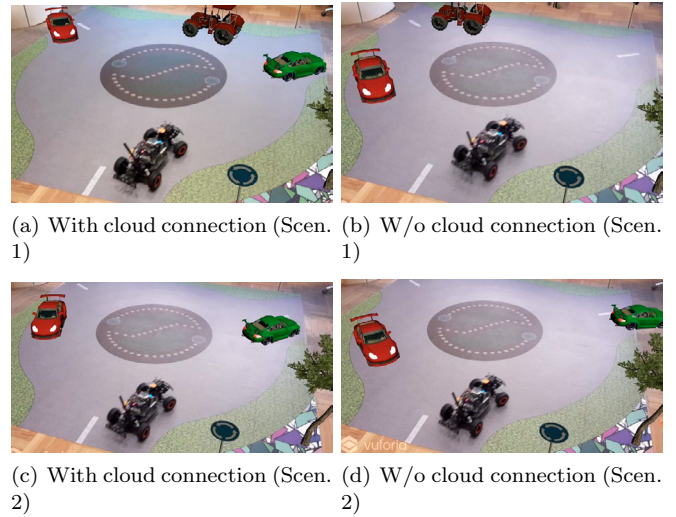 (a) With cloud connection (Scen.
1)
(b) W/o cloud connection (Scen.
1)
vuforia
(c) With cloud connection (Scen.
2)
(d) W/o cloud connection (Scen.
2)